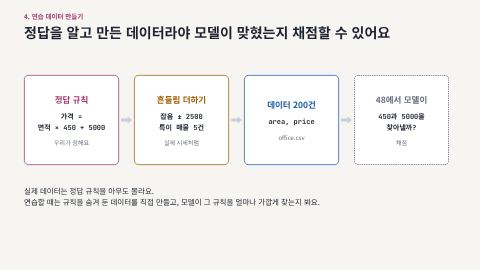 4. 연습 데이터 만들기
정답을 알고 만든 데이터라야 모델이 맞혔는지 채점할 수 있어요
정답 규칙
가격 =
면적 × 450 + 5000
우리가 정해요
흔들림 더하기
잡음 ± 2500
특이 매물 5건
실제 시세처럼
데이터 200건
area, price
office.csv
48에서 모델이
450과 5000을
찾아낼까?
채점
실제 데이터는 정답 규칙을 아무도 몰라요.
연습할 때는 규칙을 숨겨 둔 데이터를 직접 만들고, 모델이 그 규칙을 얼마나 가깝게 찾는지 봐요.